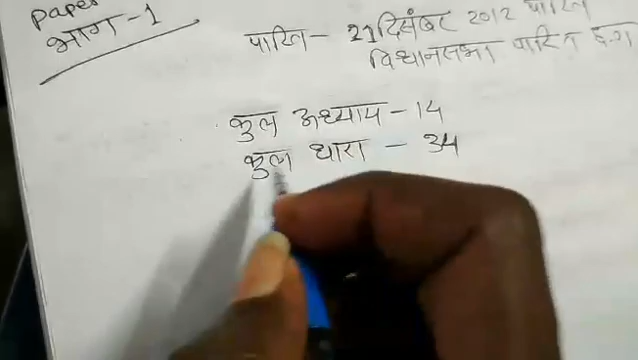 Paper
भाग-1
पारित- 21 दिसंबर 2012 पारित
विधानसभा पारित छ.ग
कुल अध्याय - 14
कुल धारा - 34